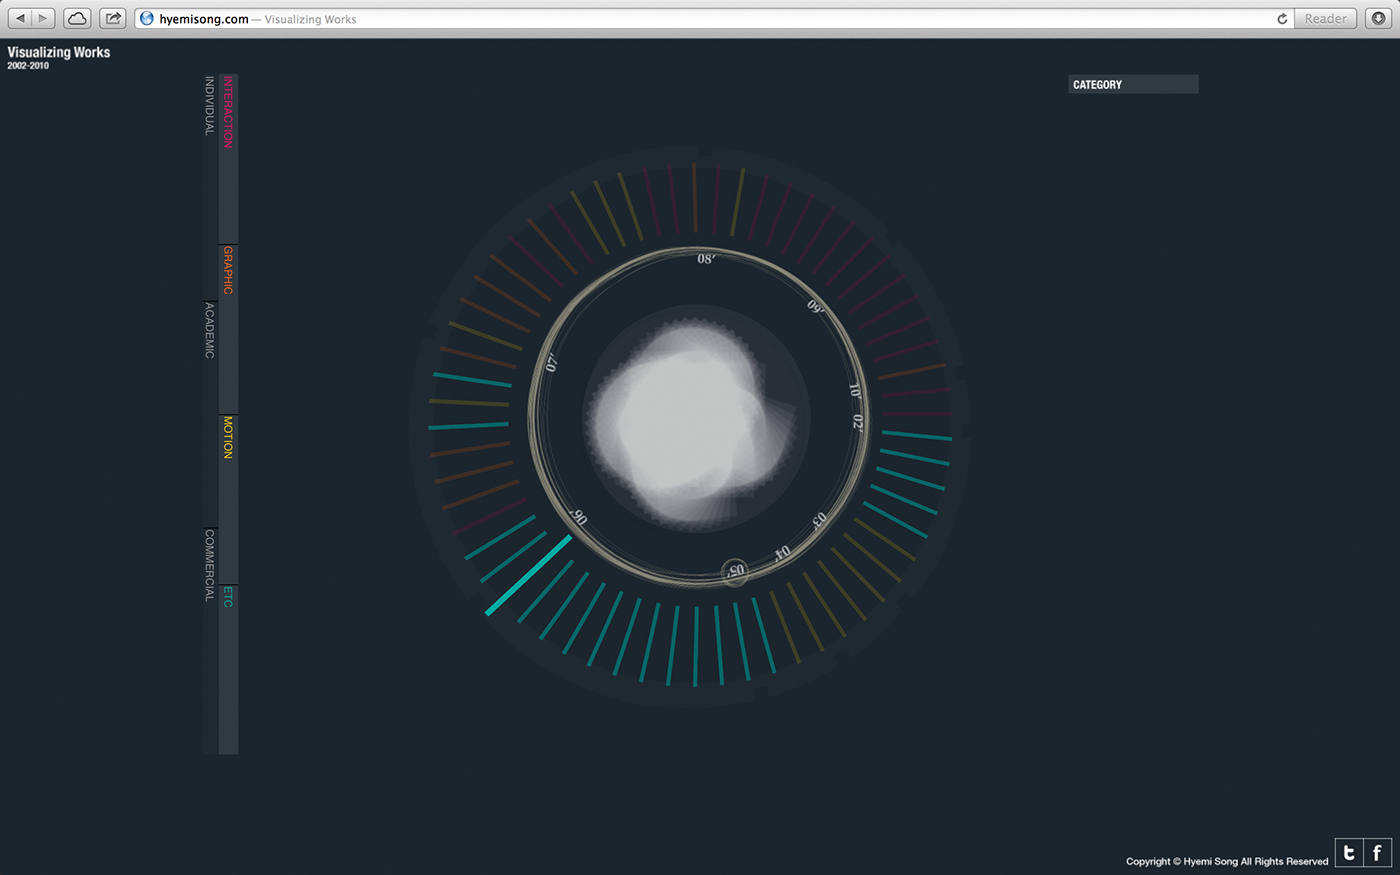 hyemisong.com — Visualizing Works
Reader
Visualizing Works
2002-2010
INDIVIDUAL
INTERACTION
GRAPHIC
ACADEMIC
MOTION
COMMERCIAL
ETC
CATEGORY
08'
09'
10'
02'
03'
04'
05'
06'
07'
Copyright © Hyemi Song All Rights Reserved
t f